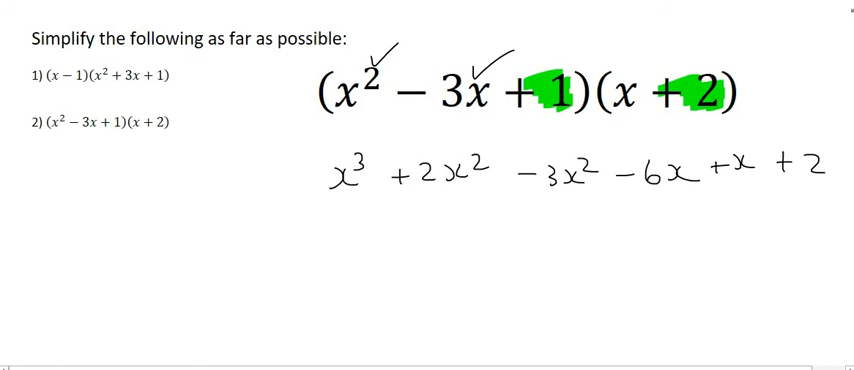 Simplify the following as far as possible:
1) (x − 1)(x² + 3x + 1)
2) (x² − 3x + 1)(x + 2)
(x² − 3x + 1)(x + 2)
x³ + 2x² − 3x² − 6x + x + 2